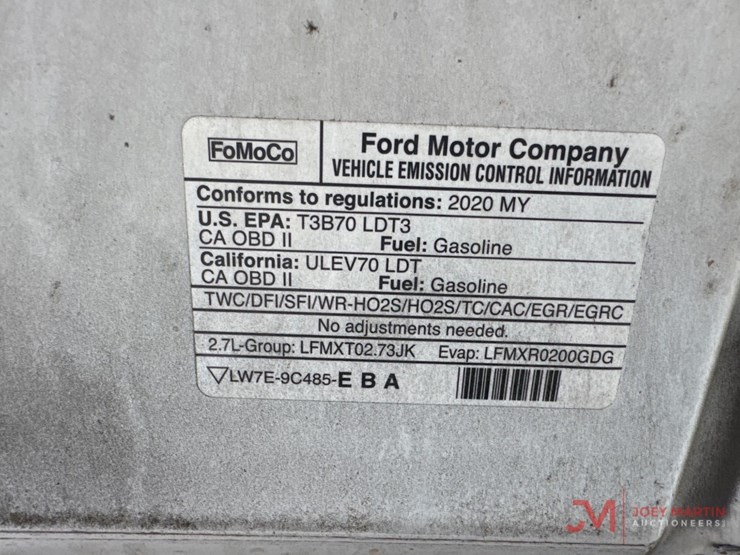 FoMoCo
Ford Motor Company
VEHICLE EMISSION CONTROL INFORMATION
Conforms to regulations: 2020 MY
U.S. EPA: T3B70 LDT3
CA OBD II Fuel: Gasoline
California: ULEV70 LDT
CA OBD II Fuel: Gasoline
TWC/DFI/SFI/WR-HO2S/HO2S/TC/CAC/EGR/EGRC
No adjustments needed.
2.7L-Group: LFMXT02.73JK Evap: LFMXR0200GDG
LW7E-9C485-E B A
JM JOEY MARTIN
AUCTIONEERS